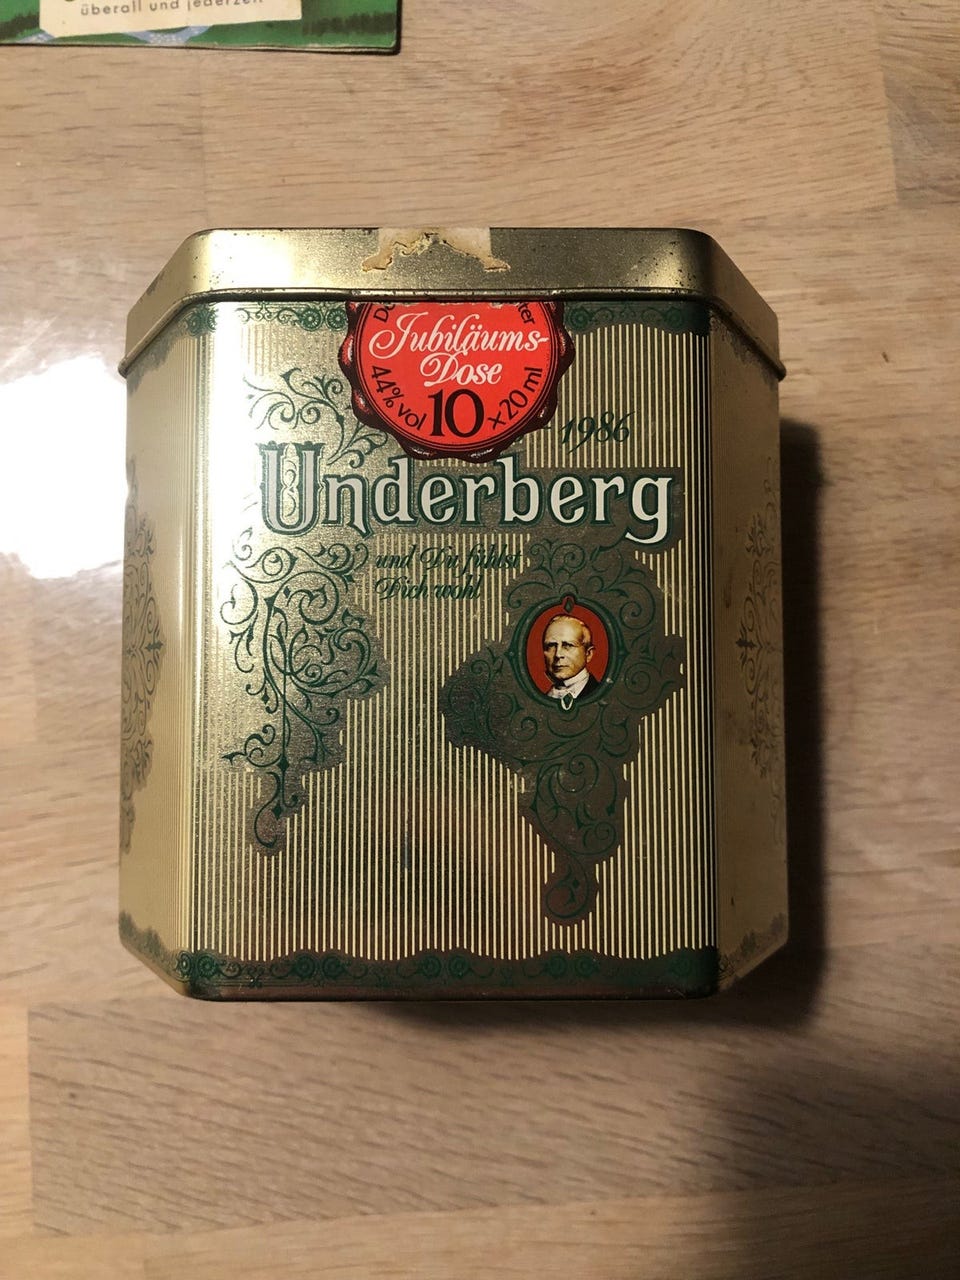 überall und jederzeit
Jubiläums-
Dose
44% vol 10 x 20 ml
1986
Underberg
und Du fühlst
Dich wohl